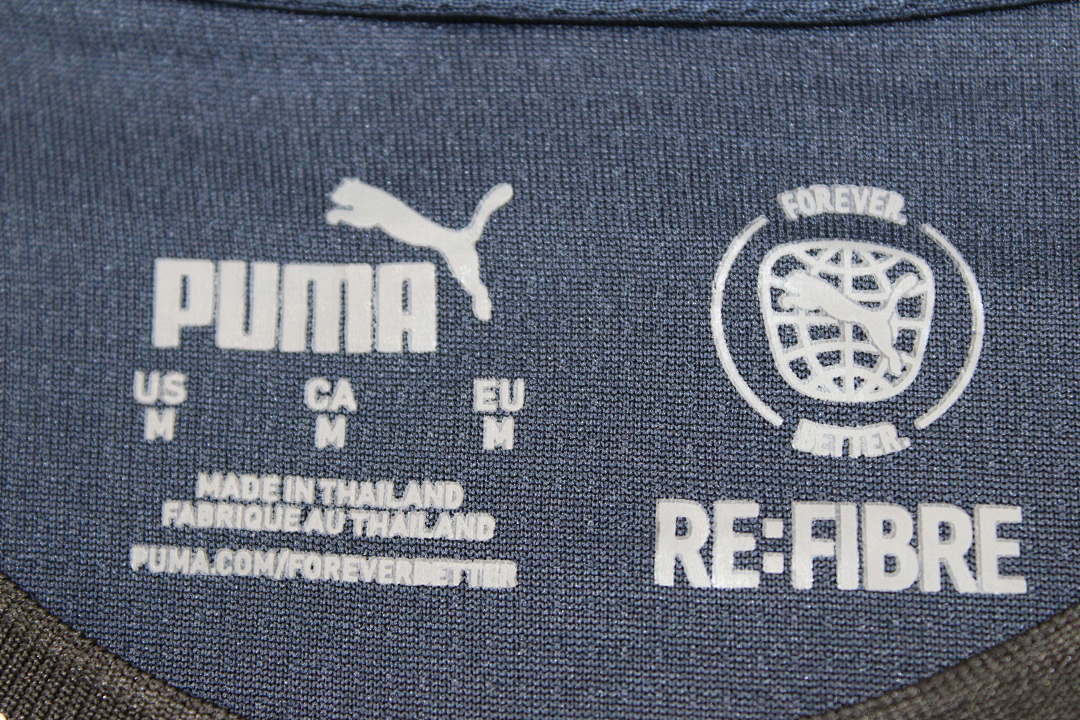 PUMA
US CA EU
M M M
MADE IN THAILAND
FABRIQUE AU THAILAND
PUMA.COM/FOREVERBETTER
FOREVER.
BETTER.
RE:FIBRE